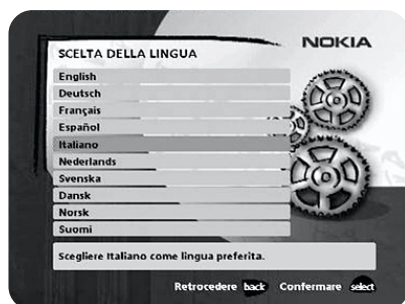 NOKIA
SCELTA DELLA LINGUA
English
Deutsch
Français
Español
Italiano
Nederlands
Svenska
Dansk
Norsk
Suomi
Scegliere Italiano come lingua preferita.
Retrocedere back Confermare select